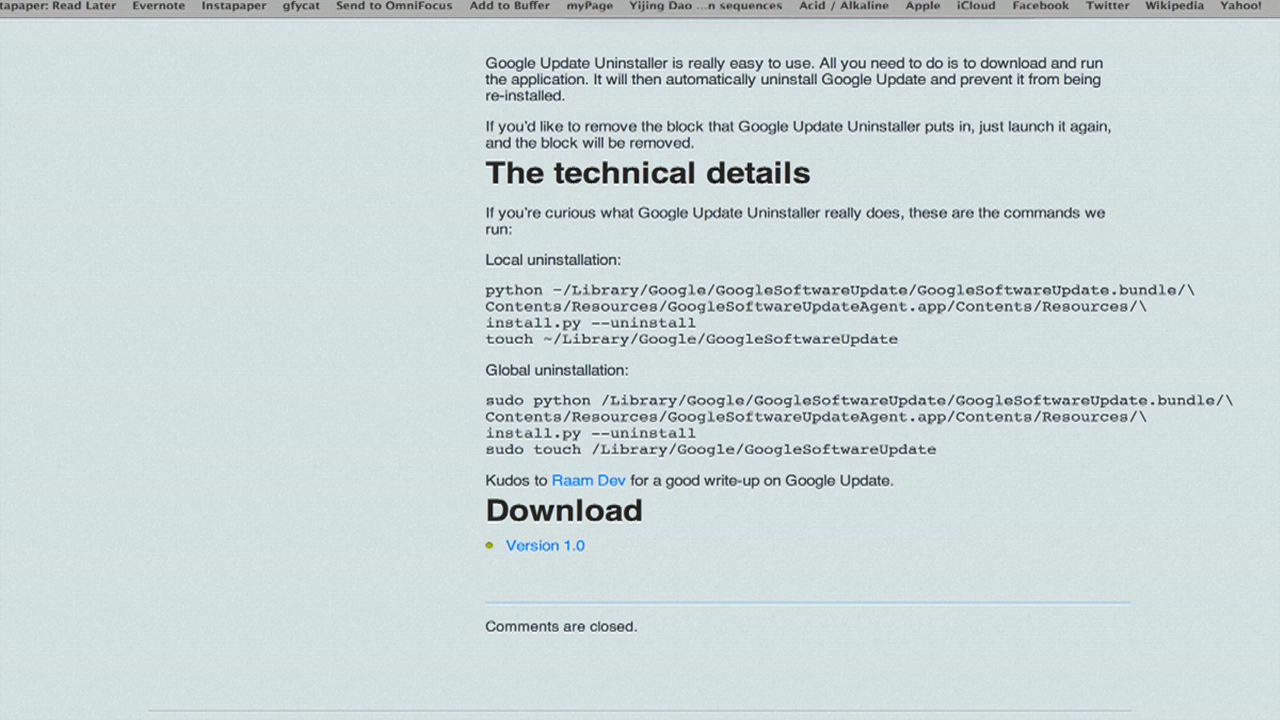 tapaper: Read Later Evernote Instapaper gfycat Send to OmniFocus Add to Buffer myPage Yijing Dao ...n sequences Acid / Alkaline Apple iCloud Facebook Twitter Wikipedia Yahoo!
Google Update Uninstaller is really easy to use. All you need to do is to download and run
the application. It will then automatically uninstall Google Update and prevent it from being
re-installed.
If you'd like to remove the block that Google Update Uninstaller puts in, just launch it again,
and the block will be removed.
The technical details
If you're curious what Google Update Uninstaller really does, these are the commands we
run:
Local uninstallation:
python ~/Library/Google/GoogleSoftwareUpdate/GoogleSoftwareUpdate.bundle/\
Contents/Resources/GoogleSoftwareUpdateAgent.app/Contents/Resources/\
install.py --uninstall
touch ~/Library/Google/GoogleSoftwareUpdate
Global uninstallation:
sudo python /Library/Google/GoogleSoftwareUpdate/GoogleSoftwareUpdate.bundle/\
Contents/Resources/GoogleSoftwareUpdateAgent.app/Contents/Resources/\
install.py --uninstall
sudo touch /Library/Google/GoogleSoftwareUpdate
Kudos to Raam Dev for a good write-up on Google Update.
Download
Version 1.0
Comments are closed.